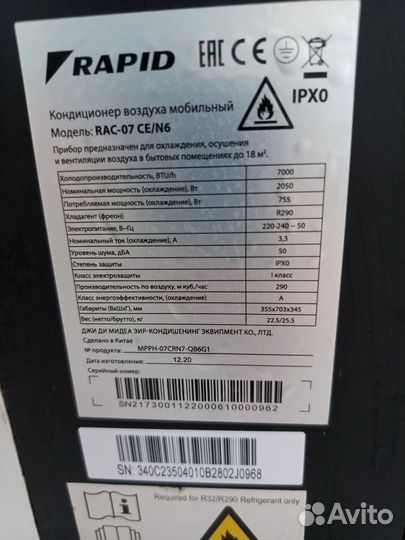 RAPID EAC CE
IPX0
Кондиционер воздуха мобильный
Модель: RAC-07 CE/N6
Прибор предназначен для охлаждения, осушения
и вентиляции воздуха в бытовых помещениях до 18 м².
Холодопроизводительность, BTU/h 7000
Номинальная мощность (охлаждение), Вт 2050
Потребляемая мощность (охлаждение), Вт 755
Хладагент (фреон) R290
Электропитание, В~Гц 220-240 ~ 50
Номинальный ток (охлаждение), А 3,3
Уровень шума, дБА 50
Степень защиты IPX0
Класс электрозащиты I класс
Производительность по воздуху, м куб./час 290
Класс энергоэффективности, (охлаждение) А
Габариты (ВхШхГ), мм 355x703x345
Вес (нетто/брутто), кг 22.5/25.5
ДЖИ ДИ МИДЕА ЭИР-КОНДИШЕНИНГ ЭКВИПМЕНТ КО., ЛТД.
Сделано в Китае
№ продукта: MPPH-07CRN7-QB6G1
Дата изготовления: 12.20
Серийный номер:
SN2173001122000610000962
SN: 340C23504010B2802J0968
Required for R32/R290 Refrigerant only
Avito